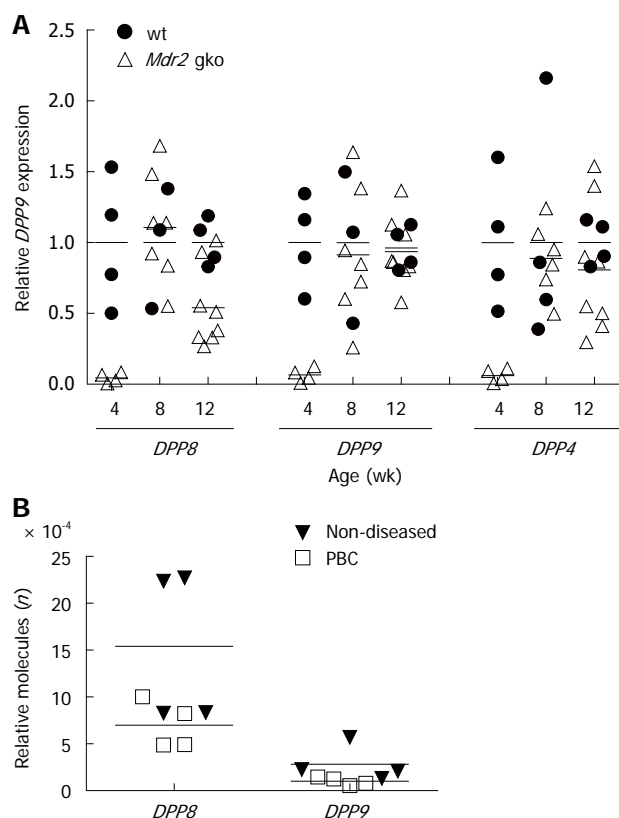 A
wt
Mdr2 gko
Relative DPP9 expression
2.5
2.0
1.5
1.0
0.5
0.0
4 8 12 4 8 12 4 8 12
DPP8 DPP9 DPP4
Age (wk)
B
× 10⁻⁴
Non-diseased
PBC
Relative molecules (n)
25
20
15
10
5
0
DPP8 DPP9